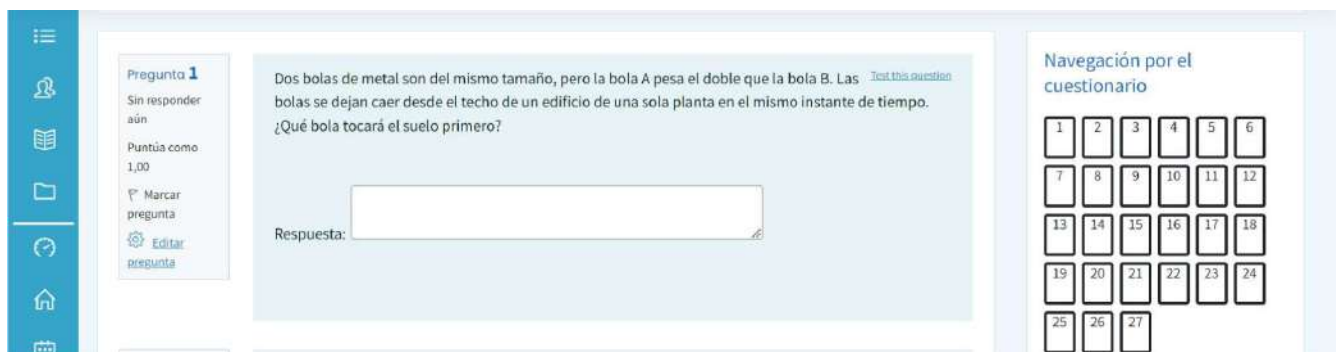 Pregunta 1
Sin responder
aún
Puntúa como
1,00
Marcar
pregunta
Editar
pregunta
Dos bolas de metal son del mismo tamaño, pero la bola A pesa el doble que la bola B. Las
Test this question
bolas se dejan caer desde el techo de un edificio de una sola planta en el mismo instante de tiempo.
¿Qué bola tocará el suelo primero?
Respuesta:
Navegación por el
cuestionario
1 2 3 4 5 6
7 8 9 10 11 12
13 14 15 16 17 18
19 20 21 22 23 24
25 26 27